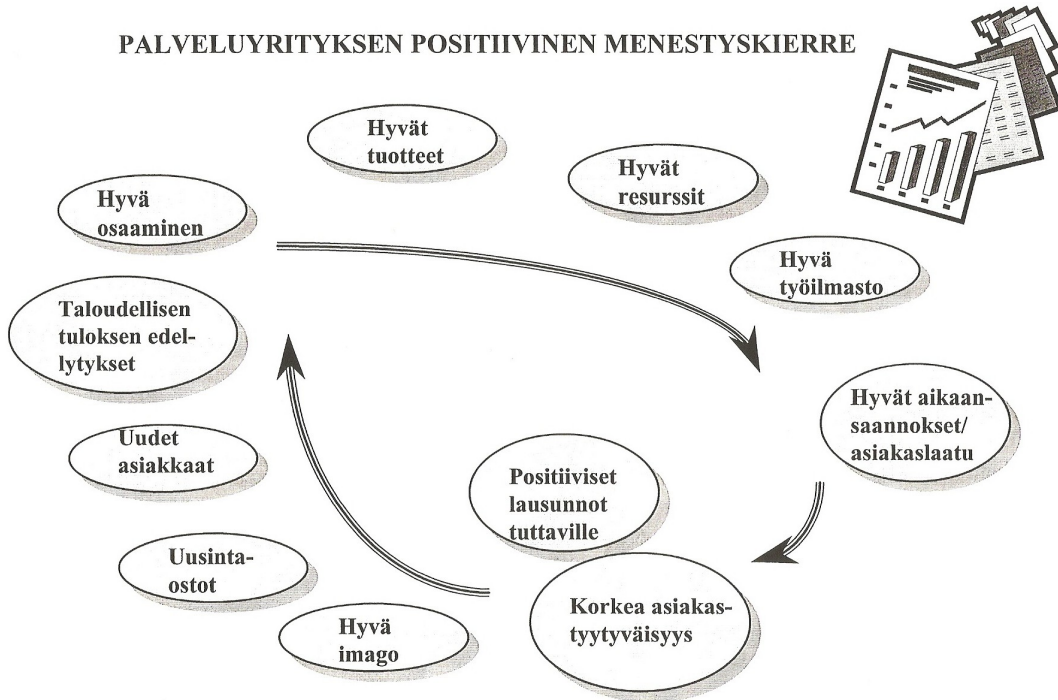 PALVELUYRITYKSEN POSITIIVINEN MENESTYSKIERRE
Hyvät
tuotteet
Hyvät
resurssit
Hyvä
osaaminen
Hyvä
työilmasto
Taloudellisen
tuloksen edel-
lytykset
Hyvät aikaan-
saannokset/
asiakaslaatu
Uudet
asiakkaat
Positiiviset
lausunnot
tuttaville
Uusinta-
ostot
Korkea asiakas-
tyytyväisyys
Hyvä
imago